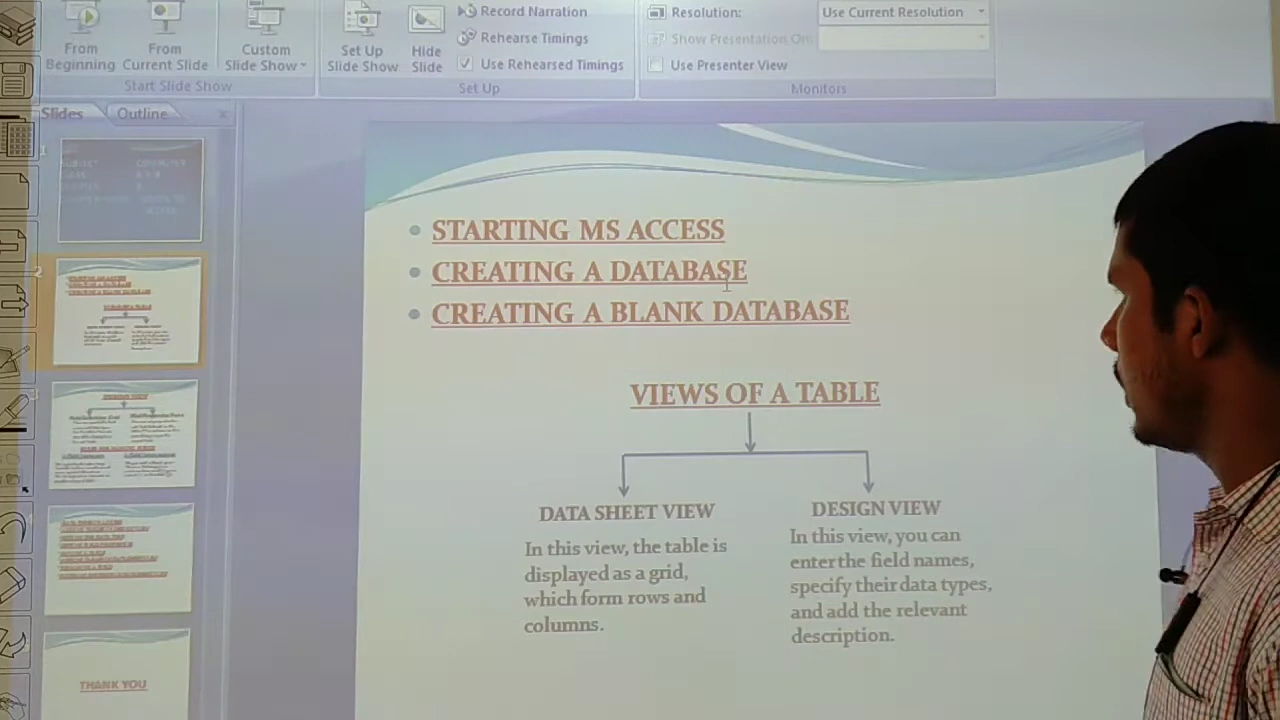 From
Beginning
From
Current Slide
Custom
Slide Show
Start Slide Show
Set Up
Slide Show
Hide
Slide
Record Narration
Rehearse Timings
Use Rehearsed Timings
Set Up
Resolution:
Use Current Resolution
Show Presentation On:
Use Presenter View
Monitors
Slides
Outline
1
2
STARTING MS ACCESS
CREATING A DATABASE
CREATING A BLANK DATABASE
VIEWS OF A TABLE
DATA SHEET VIEW
In this view, the table is
displayed as a grid,
which form rows and
columns.
DESIGN VIEW
In this view, you can
enter the field names,
specify their data types,
and add the relevant
description.
DESIGN VIEW
THANK YOU